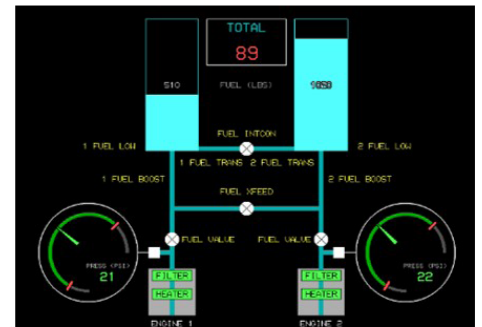 TOTAL
89
510
FUEL (LBS)
FUEL INTCON
1 FUEL LOW
2 FUEL LOW
1 FUEL TRANS 2 FUEL TRANS
1 FUEL BOOST
2 FUEL BOOST
FUEL XFEED
FUEL VALVE
FUEL VALVE
PRESS (PSI)
21
PRESS (PSI)
22
FILTER
FILTER
HEATER
HEATER
ENGINE 1
ENGINE 2